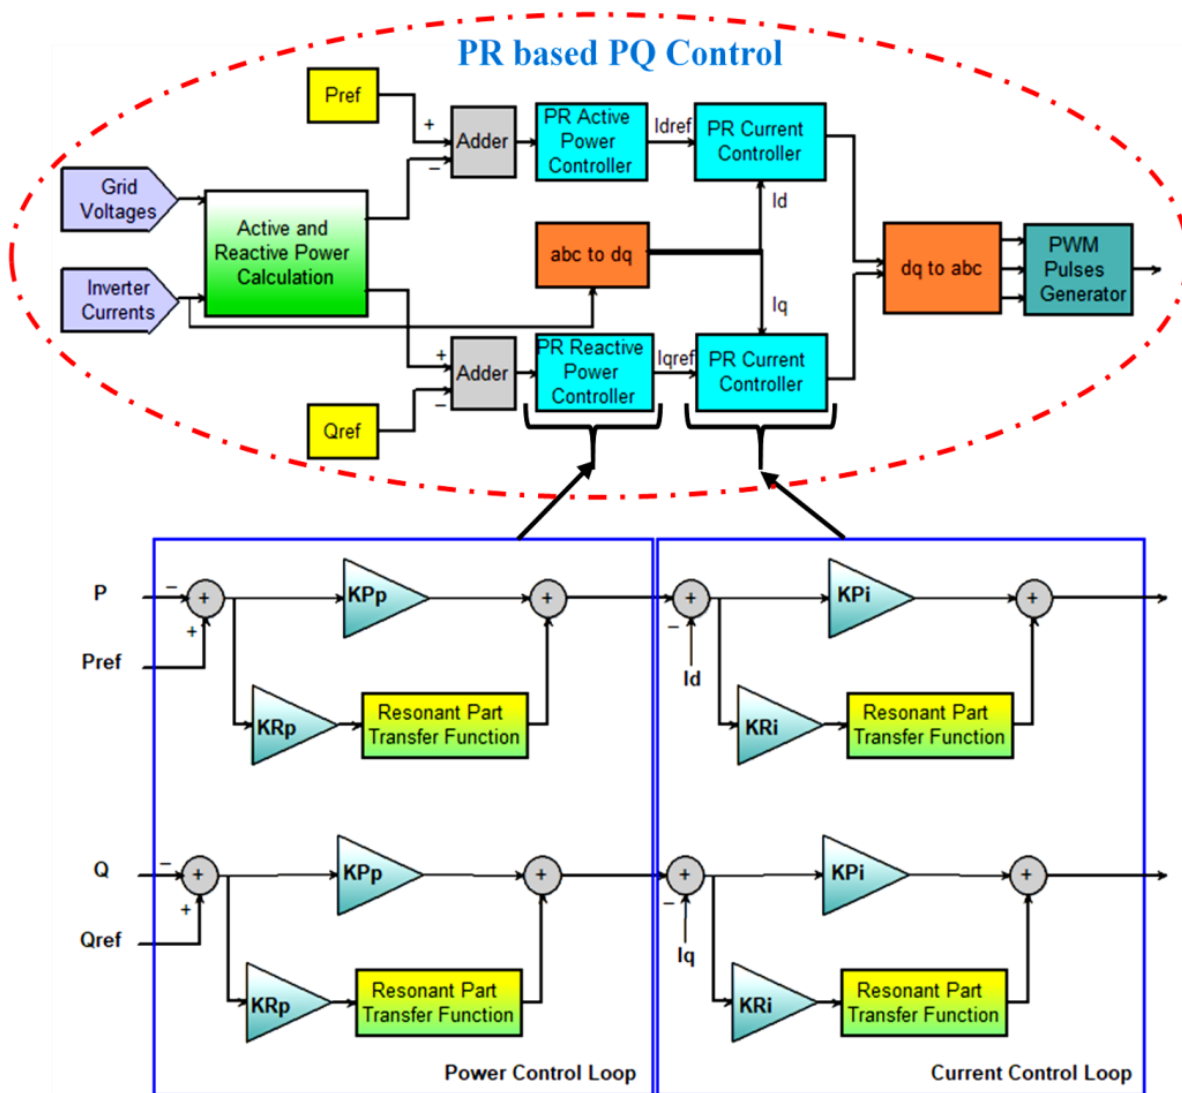 PR based PQ Control
Pref
+
−
Adder
PR Active
Power
Controller
Idref
PR Current
Controller
Grid
Voltages
Active and
Reactive Power
Calculation
Id
abc to dq
dq to abc
PWM
Pulses
Generator
Inverter
Currents
Iq
+
−
Adder
PR Reactive
Power
Controller
Iqref
PR Current
Controller
Qref
P
−
+
+
KPp
+
+
−
KPi
+
Pref
Id
KRp
Resonant Part
Transfer Function
KRi
Resonant Part
Transfer Function
Q
−
+
+
KPp
+
+
−
KPi
+
Qref
Iq
KRp
Resonant Part
Transfer Function
KRi
Resonant Part
Transfer Function
Power Control Loop
Current Control Loop